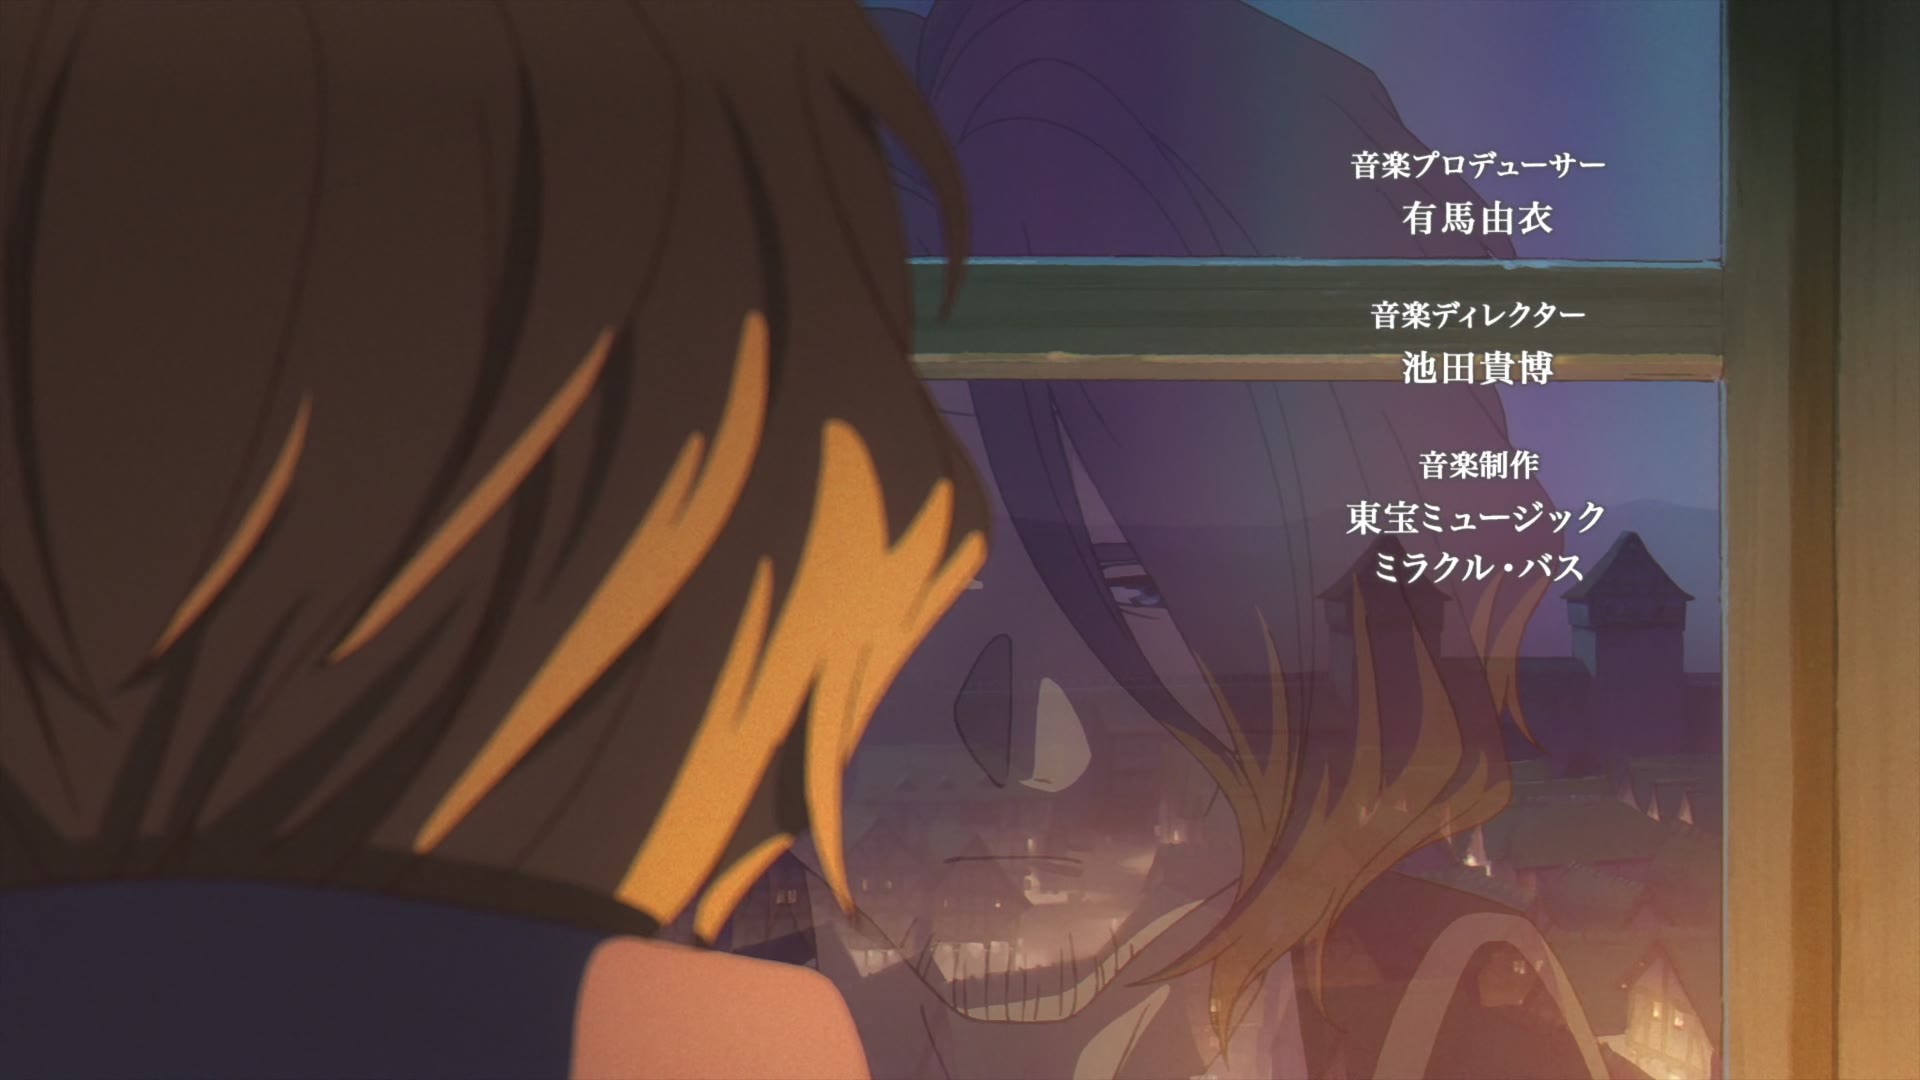 音楽プロデューサー
有馬由衣
音楽ディレクター
池田貴博
音楽制作
東宝ミュージック
ミラクル・バス